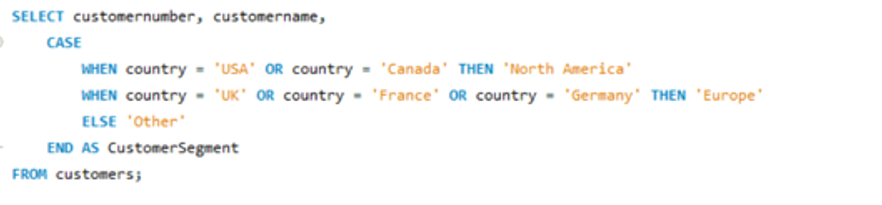 SELECT customernumber, customername,
CASE
WHEN country = 'USA' OR country = 'Canada' THEN 'North America'
WHEN country = 'UK' OR country = 'France' OR country = 'Germany' THEN 'Europe'
ELSE 'Other'
END AS CustomerSegment
FROM customers;